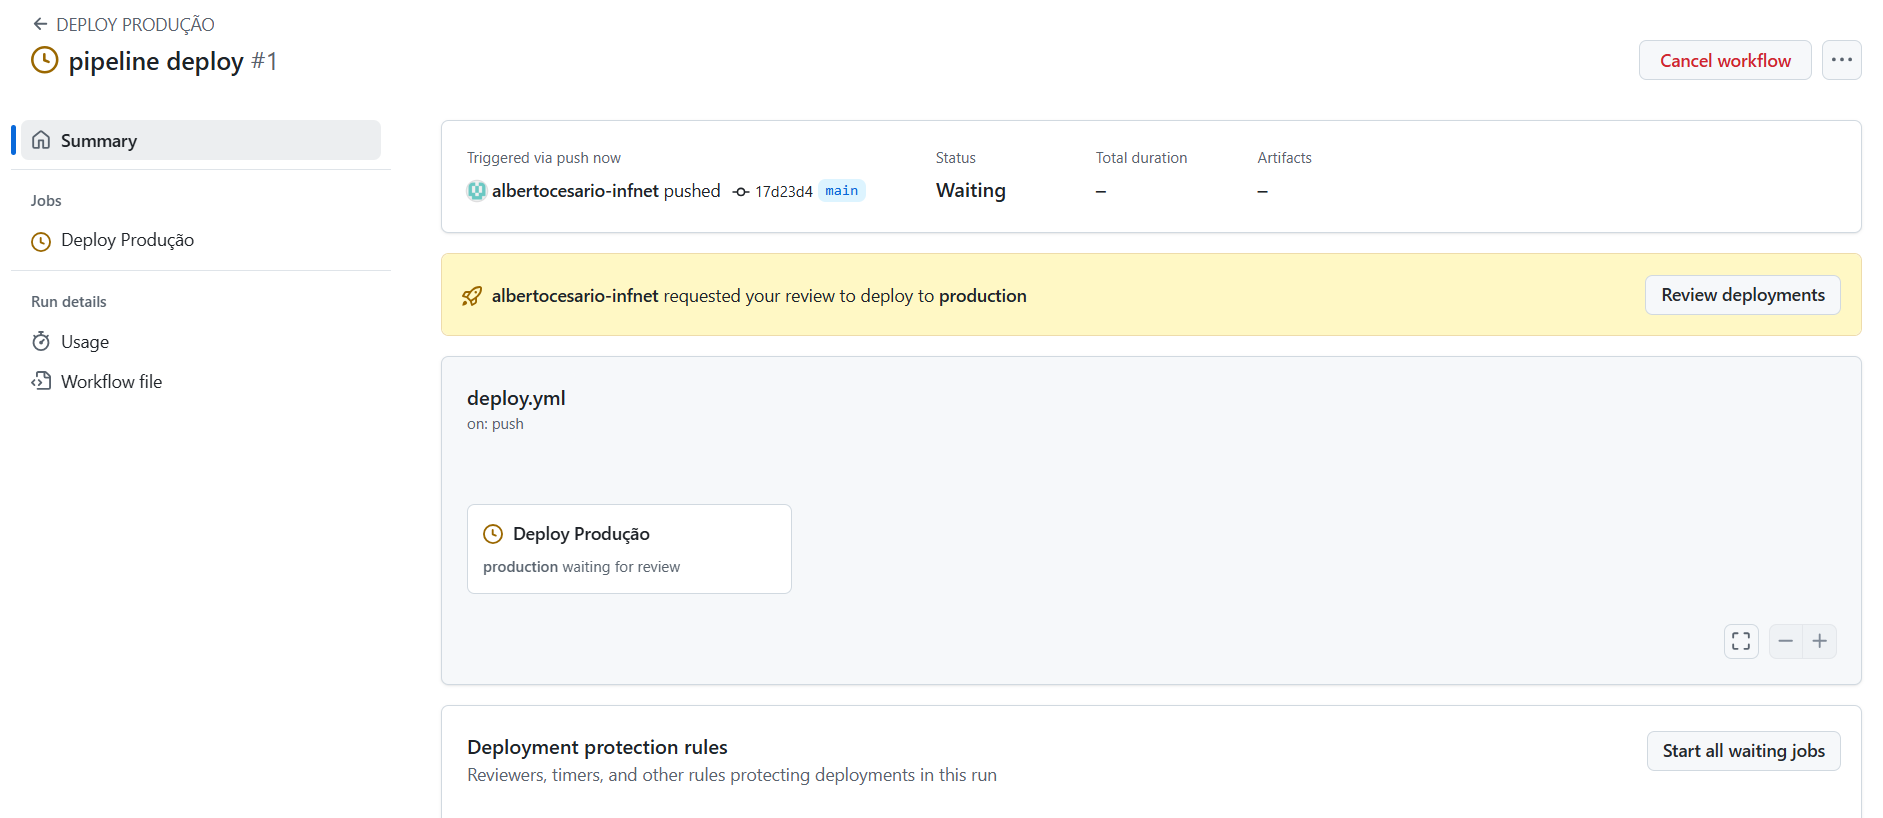 DEPLOY PRODUÇÃO
pipeline deploy #1
Cancel workflow
Summary
Jobs
Deploy Produção
Run details
Usage
Workflow file
Triggered via push now
albertocesario-infnet pushed 17d23d4 main
Status
Waiting
Total duration
–
Artifacts
–
albertocesario-infnet requested your review to deploy to production
Review deployments
deploy.yml
on: push
Deploy Produção
production waiting for review
Deployment protection rules
Reviewers, timers, and other rules protecting deployments in this run
Start all waiting jobs